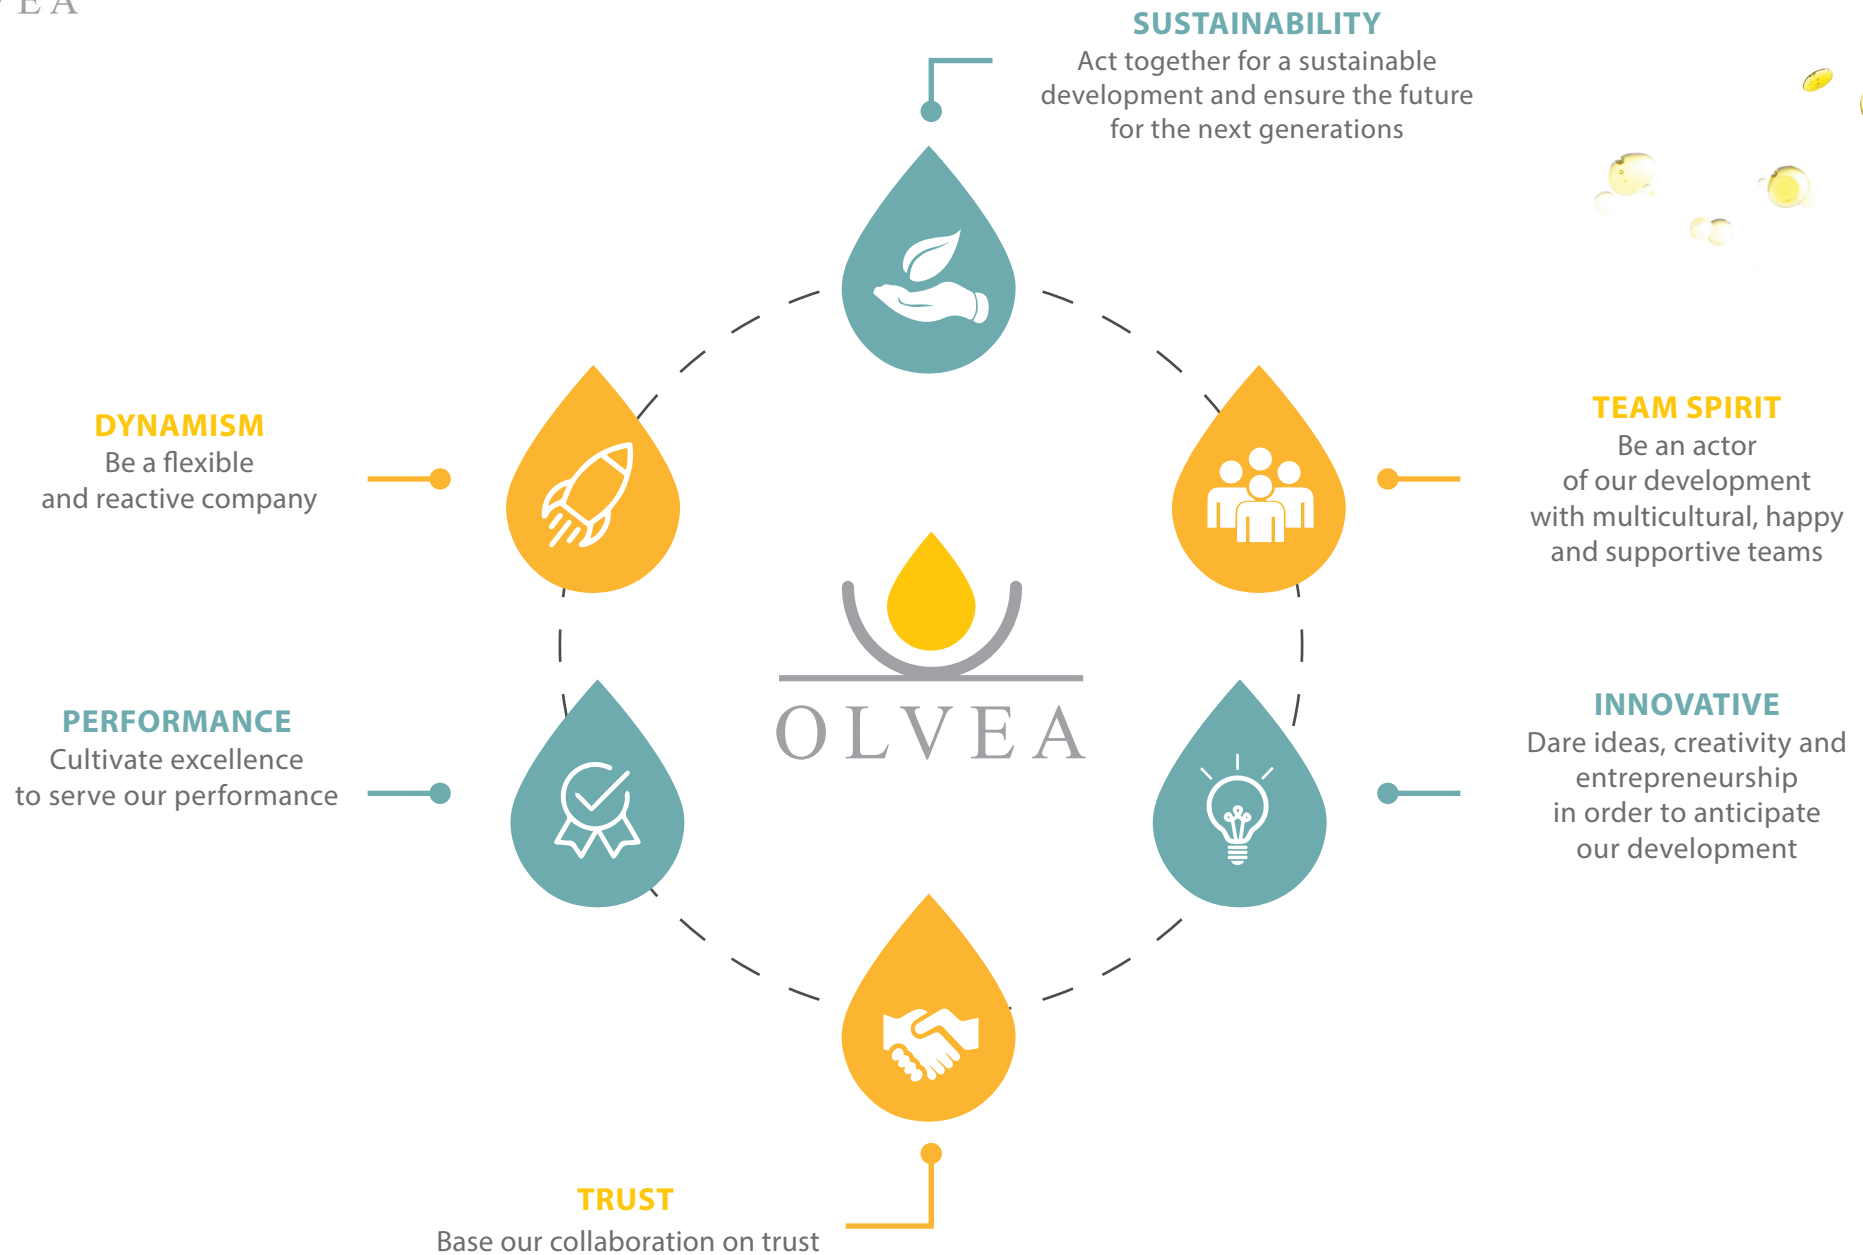 E A
SUSTAINABILITY
Act together for a sustainable
development and ensure the future
for the next generations
DYNAMISM
Be a flexible
and reactive company
TEAM SPIRIT
Be an actor
of our development
with multicultural, happy
and supportive teams
OLVEA
PERFORMANCE
Cultivate excellence
to serve our performance
INNOVATIVE
Dare ideas, creativity and
entrepreneurship
in order to anticipate
our development
TRUST
Base our collaboration on trust